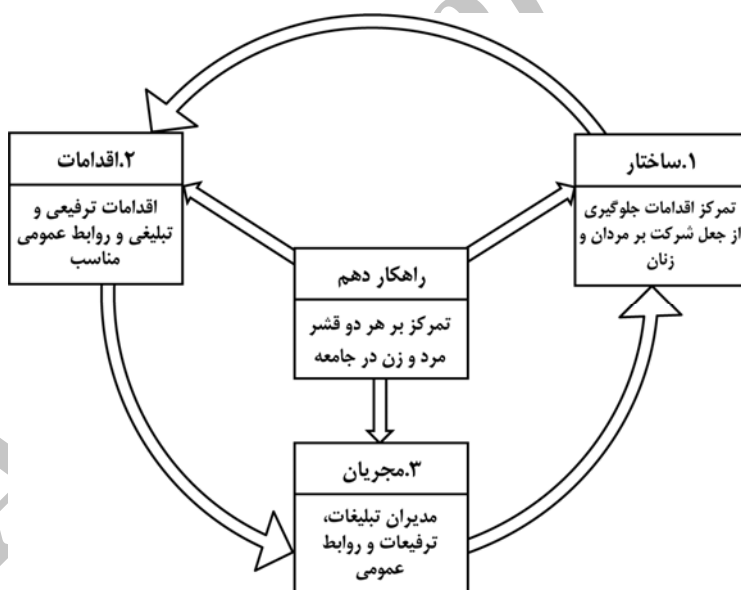 ۱.ساختار
تمرکز اقدامات جلوگیری
از جعل شرکت بر مردان و
زنان
۲.اقدامات
اقدامات ترفیعی و
تبلیغی و روابط عمومی
مناسب
راهکار دهم
تمرکز بر هر دو قشر
مرد و زن در جامعه
۳.مجریان
مدیران تبلیغات،
ترفیعات و روابط
عمومی